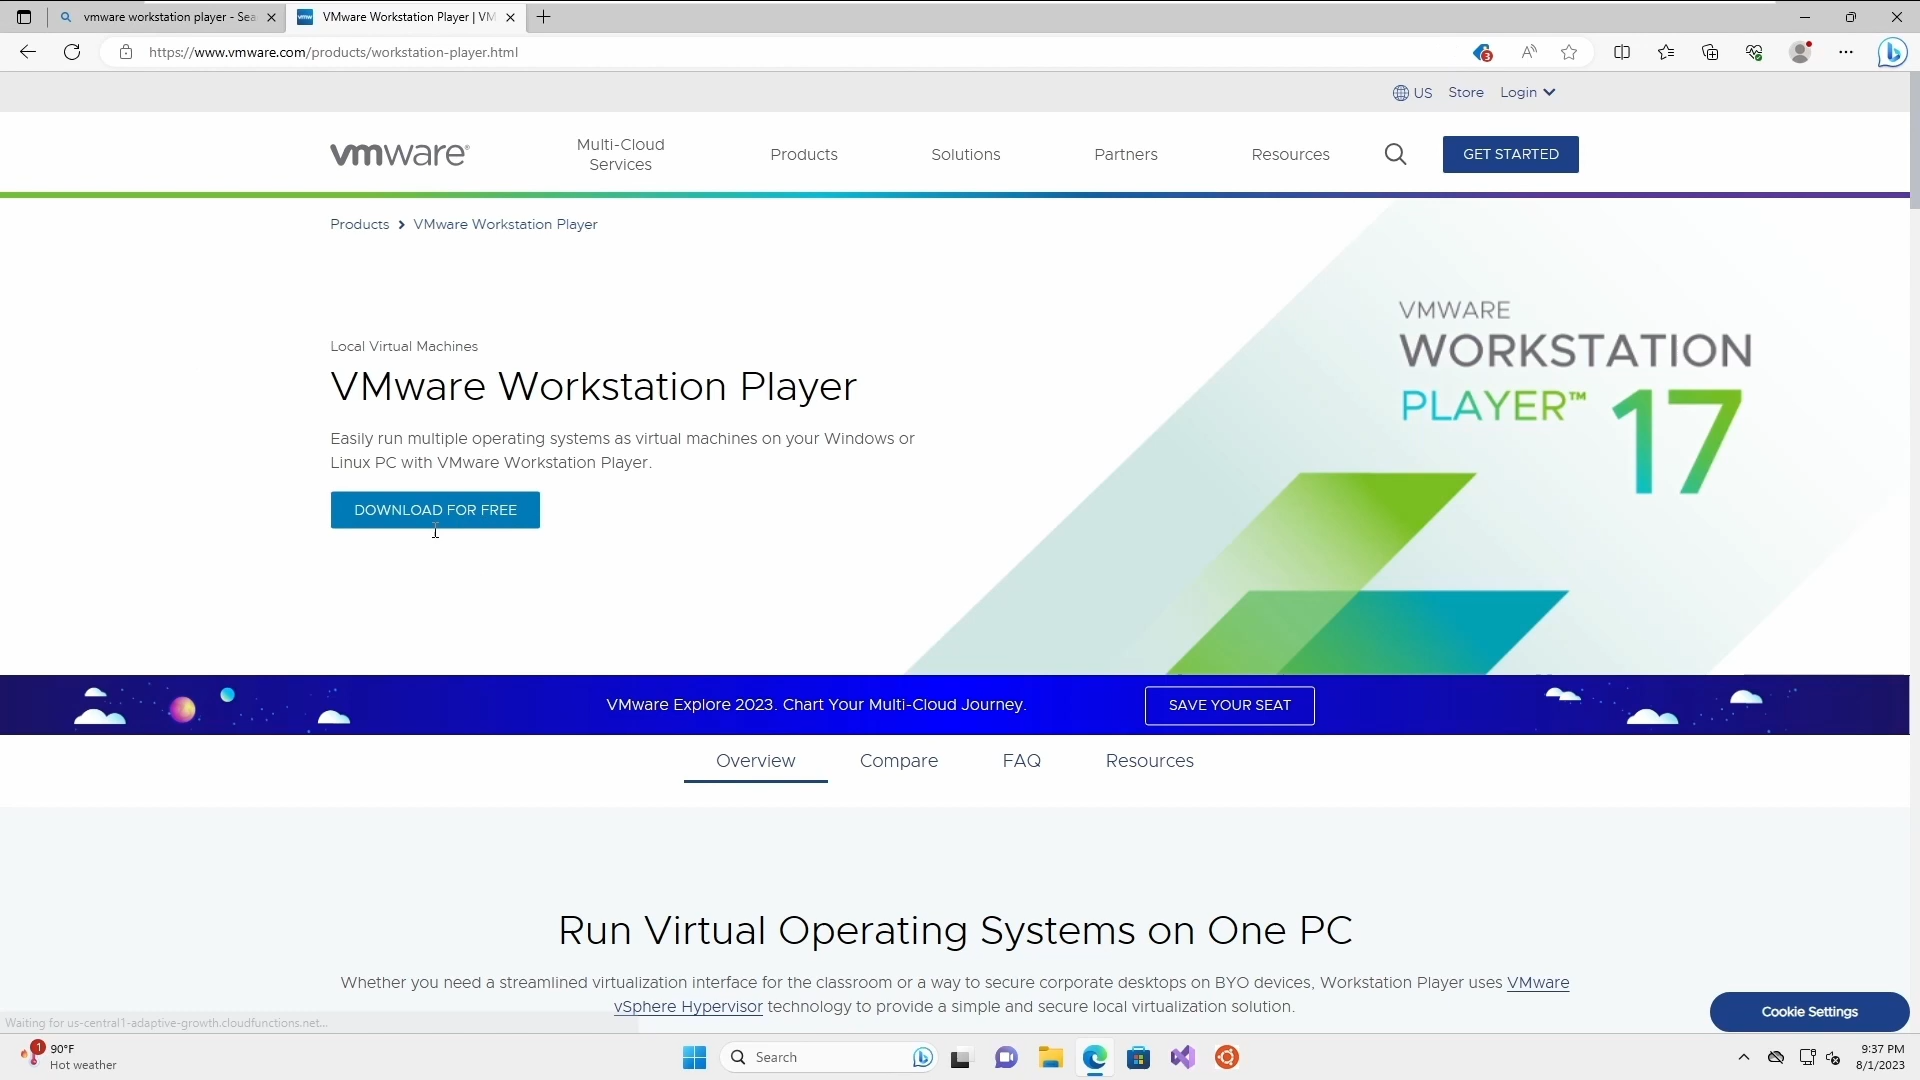 vmware workstation player - Sea
VMware Workstation Player | VM
https://www.vmware.com/products/workstation-player.html
3
US
Store
Login
vmware®
Multi-Cloud
Services
Products
Solutions
Partners
Resources
GET STARTED
Products > VMware Workstation Player
Local Virtual Machines
VMware Workstation Player
Easily run multiple operating systems as virtual machines on your Windows or
Linux PC with VMware Workstation Player.
DOWNLOAD FOR FREE
VMWARE
WORKSTATION
PLAYER™ 17
VMware Explore 2023. Chart Your Multi-Cloud Journey.
SAVE YOUR SEAT
Overview
Compare
FAQ
Resources
Run Virtual Operating Systems on One PC
Whether you need a streamlined virtualization interface for the classroom or a way to secure corporate desktops on BYO devices, Workstation Player uses VMware
vSphere Hypervisor technology to provide a simple and secure local virtualization solution.
Cookie Settings
Waiting for us-central1-adaptive-growth.cloudfunctions.net...
1
90°F
Hot weather
Search
9:37 PM
8/1/2023